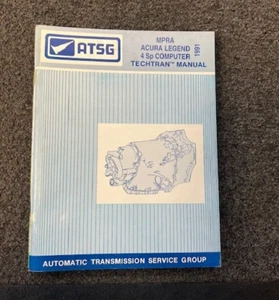 ATSG
MPRA
ACURA LEGEND
4 Sp COMPUTER
TECHTRAN™ MANUAL
1991
AUTOMATIC TRANSMISSION SERVICE GROUP